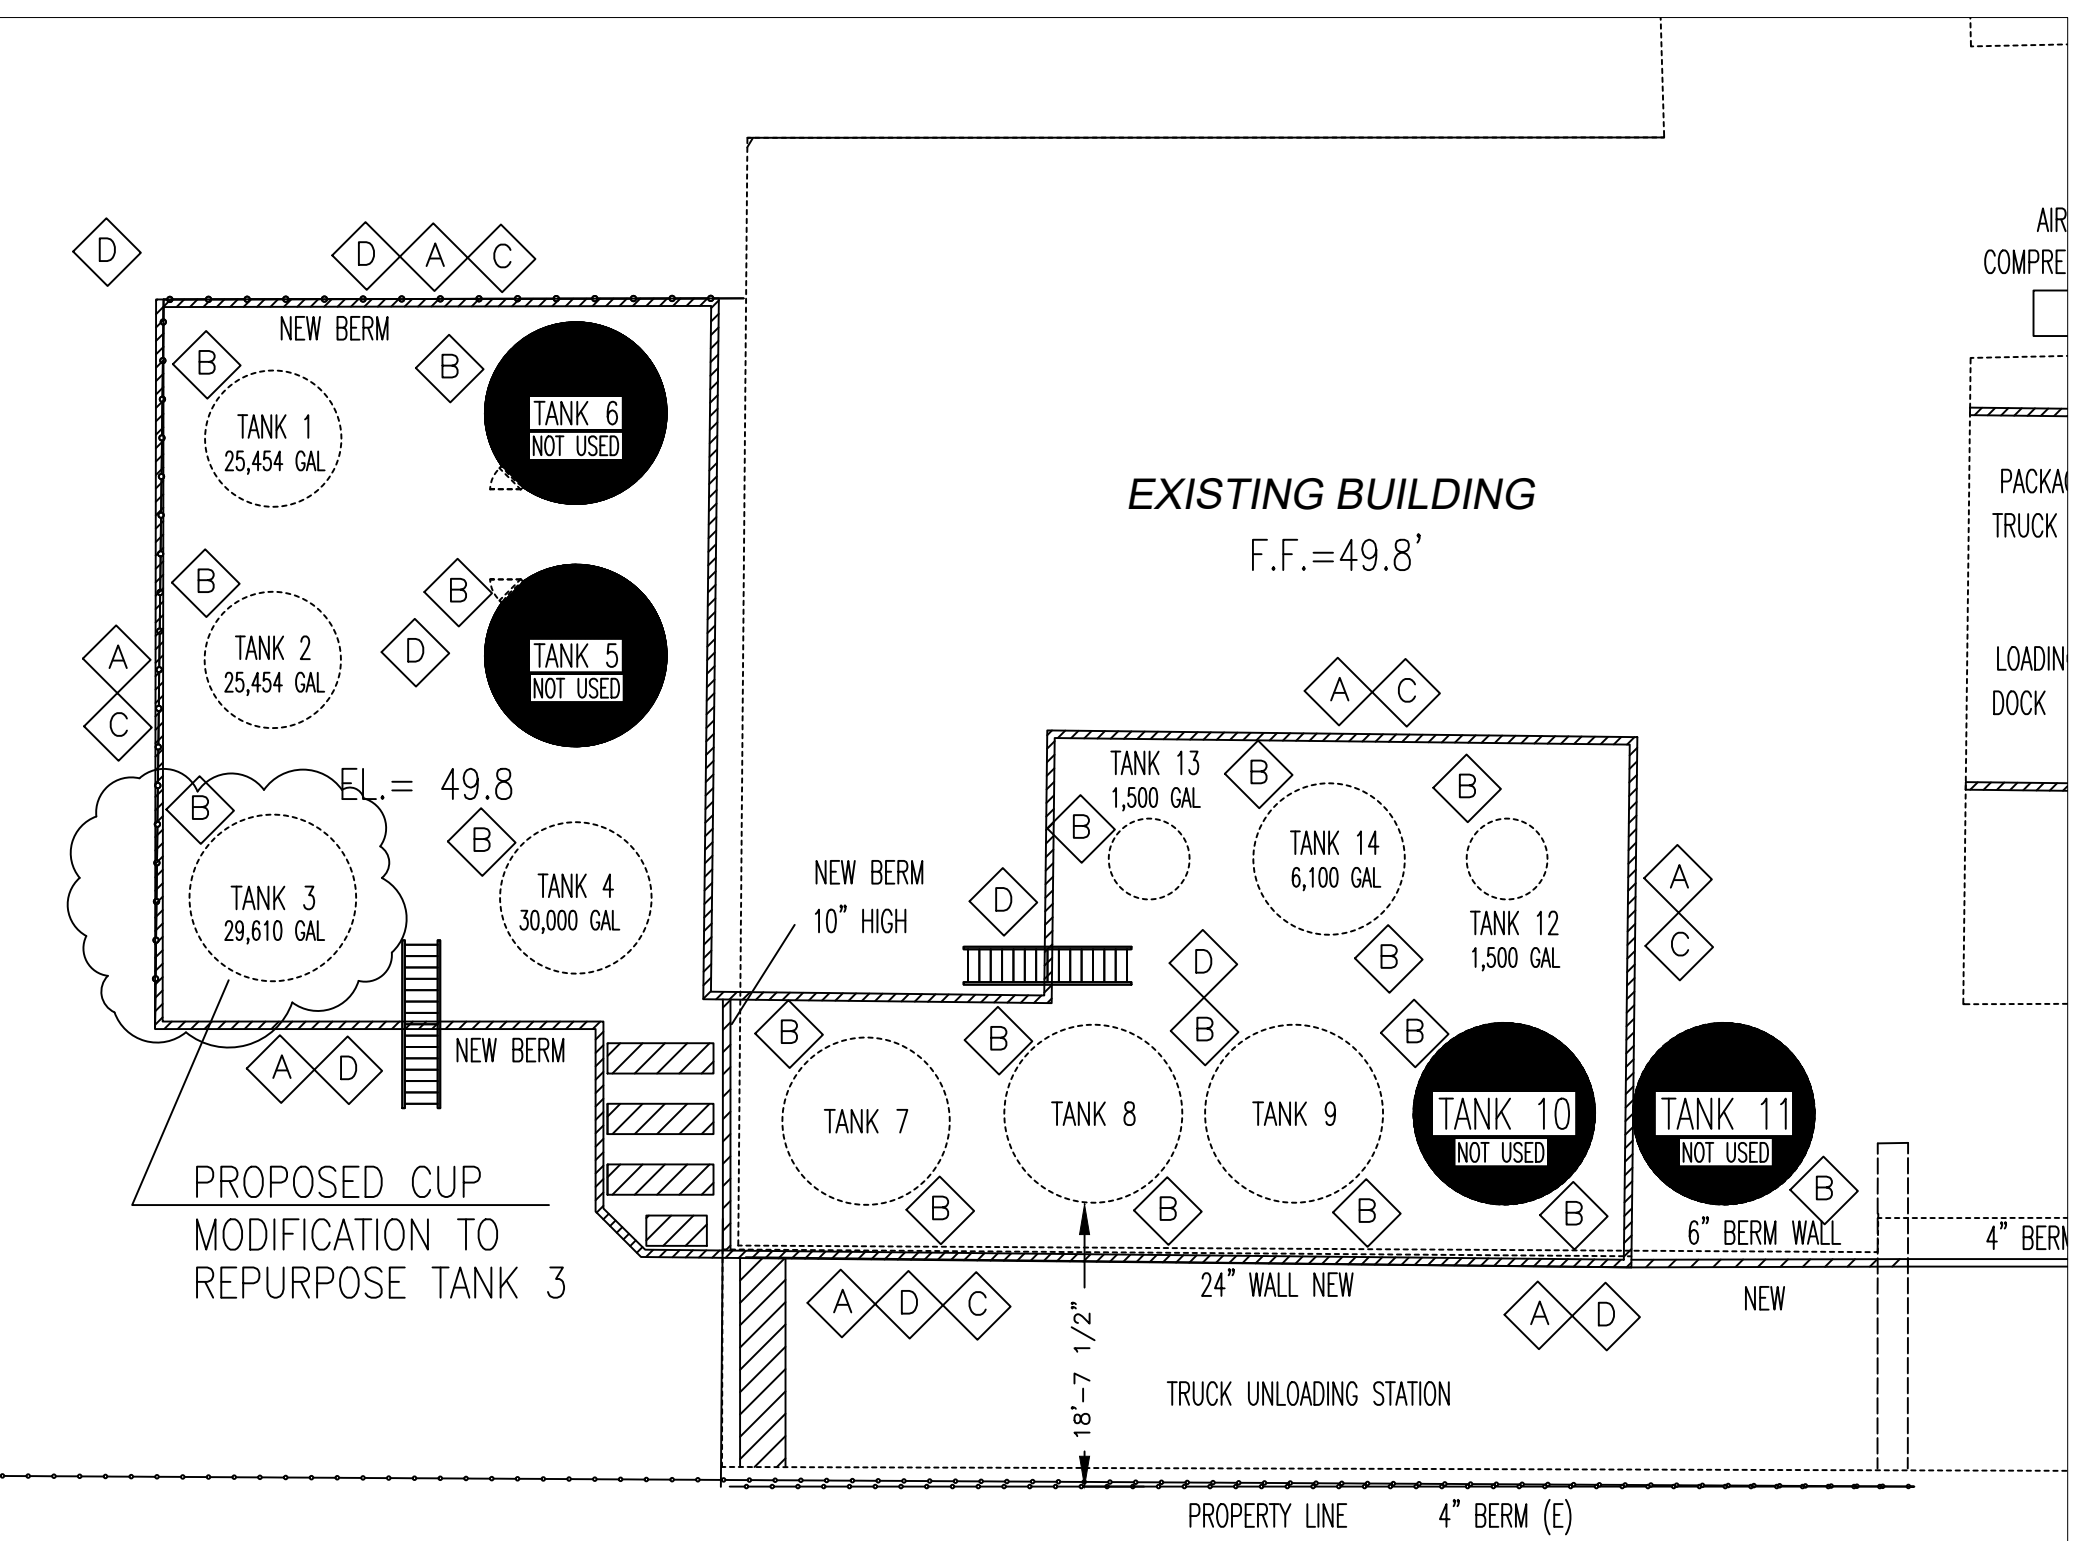 AIR
COMPRE
D
D A C
NEW BERM
B
B
TANK 1
25,454 GAL
TANK 6
NOT USED
EXISTING BUILDING
F.F.=49.8'
PACKA
TRUCK
B
B
TANK 2
25,454 GAL
D
TANK 5
NOT USED
A
C
LOADIN
DOCK
A C
EL.= 49.8
B
B
TANK 3
29,610 GAL
TANK 4
30,000 GAL
TANK 13
1,500 GAL
B
B
B
TANK 14
6,100 GAL
TANK 12
1,500 GAL
A
C
NEW BERM
10" HIGH
D
D
B
B
A D
NEW BERM
B
B
B
TANK 7
TANK 8
TANK 9
TANK 10
NOT USED
TANK 11
NOT USED
B
B
B
B
B
PROPOSED CUP
MODIFICATION TO
REPURPOSE TANK 3
6" BERM WALL
4" BERM
A D C
24" WALL NEW
A D
NEW
18'-7 1/2"
TRUCK UNLOADING STATION
PROPERTY LINE 4" BERM (E)